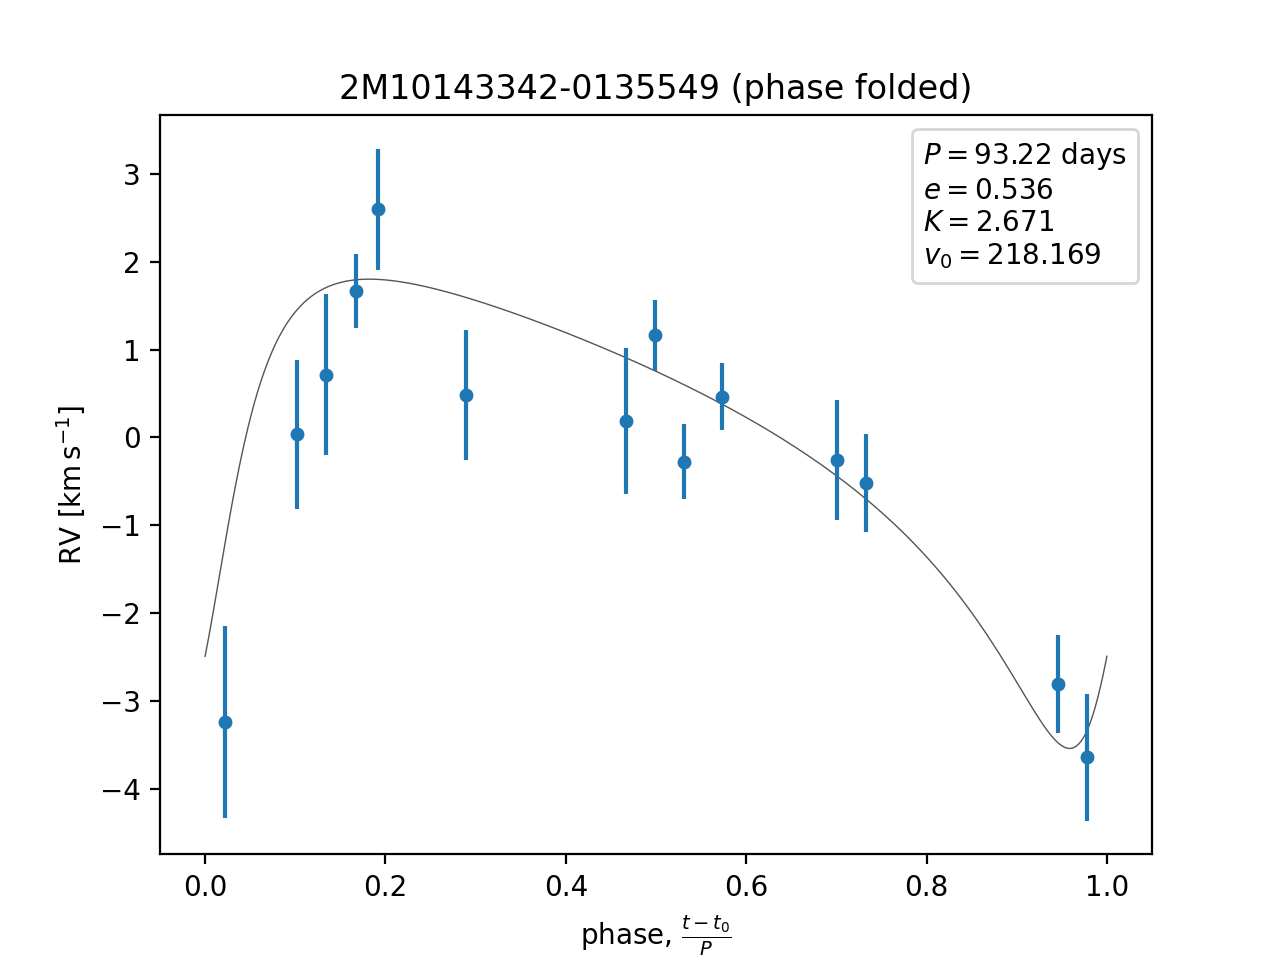 2M10143342-0135549 (phase folded)
P = 93.22 days
e = 0.536
K = 2.671
v₀ = 218.169
RV [km s⁻¹]
3
2
1
0
−1
−2
−3
−4
0.0 0.2 0.4 0.6 0.8 1.0
phase, (t − t₀)/P